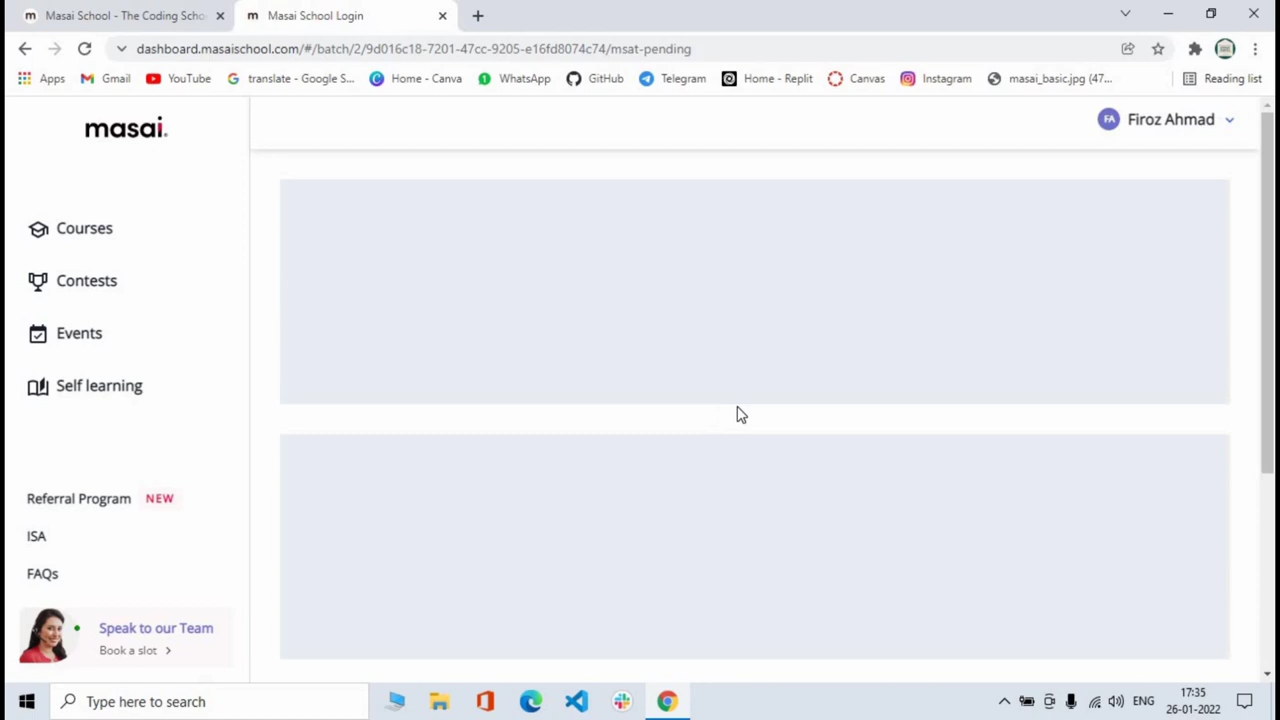 m Masai School - The Coding Scho
m Masai School Login
dashboard.masaischool.com/#/batch/2/9d016c18-7201-47cc-9205-e16fd8074c74/msat-pending
Apps
Gmail
YouTube
translate - Google S...
Home - Canva
WhatsApp
GitHub
Telegram
Home - Replit
Canvas
Instagram
masai_basic.jpg (47...
Reading list
masai.
FA Firoz Ahmad
Courses
Contests
Events
Self learning
Referral Program NEW
ISA
FAQs
Speak to our Team
Book a slot
Type here to search
ENG
17:35
26-01-2022